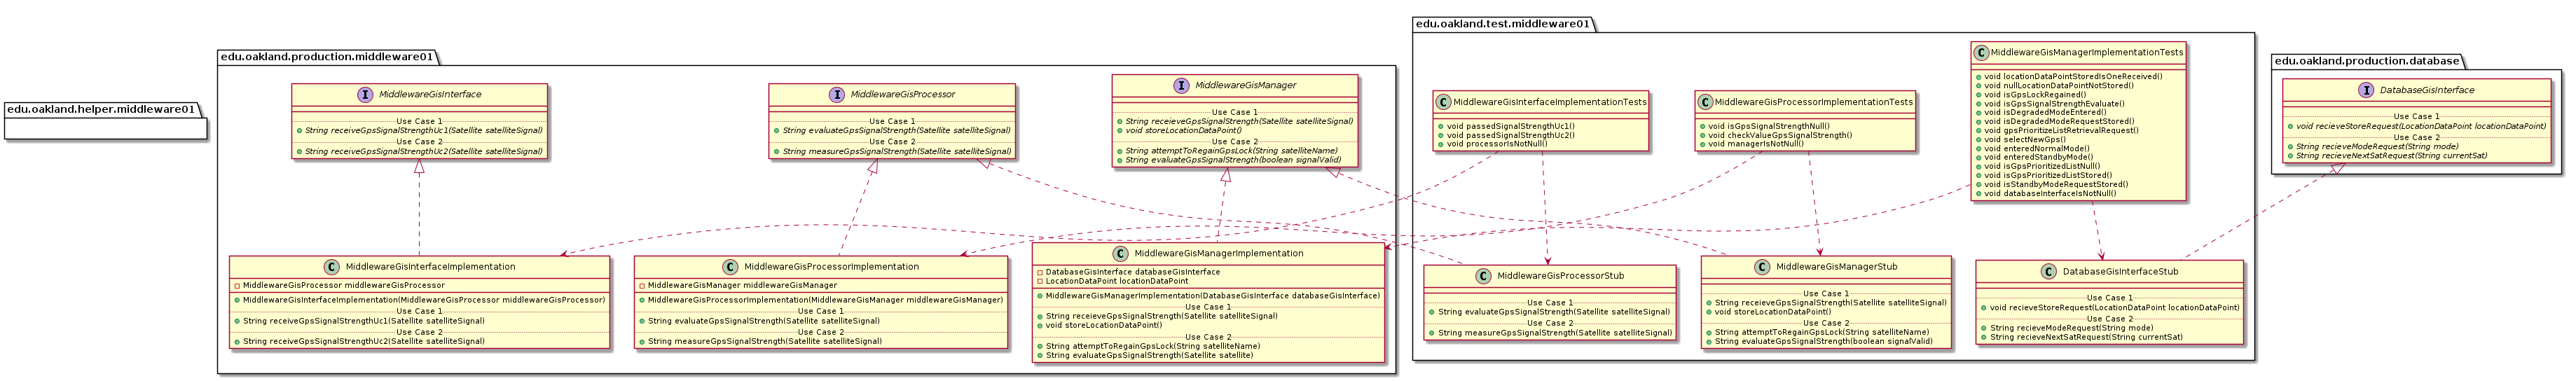 edu.oakland.helper.middleware01
edu.oakland.production.middleware01
I MiddlewareGisInterface
Use Case 1
String receiveGpsSignalStrengthUc1(Satellite satelliteSignal)
Use Case 2
String receiveGpsSignalStrengthUc2(Satellite satelliteSignal)
I MiddlewareGisProcessor
Use Case 1
String evaluateGpsSignalStrength(Satellite satelliteSignal)
Use Case 2
String measureGpsSignalStrength(Satellite satelliteSignal)
I MiddlewareGisManager
Use Case 1
String receieveGpsSignalStrength(Satellite satelliteSignal)
void storeLocationDataPoint()
Use Case 2
String attemptToRegainGpsLock(String satelliteName)
String evaluateGpsSignalStrength(boolean signalValid)
C MiddlewareGisInterfaceImplementation
MiddlewareGisProcessor middlewareGisProcessor
MiddlewareGisInterfaceImplementation(MiddlewareGisProcessor middlewareGisProcessor)
Use Case 1
String receiveGpsSignalStrengthUc1(Satellite satelliteSignal)
Use Case 2
String receiveGpsSignalStrengthUc2(Satellite satelliteSignal)
C MiddlewareGisProcessorImplementation
MiddlewareGisManager middlewareGisManager
MiddlewareGisProcessorImplementation(MiddlewareGisManager middlewareGisManager)
Use Case 1
String evaluateGpsSignalStrength(Satellite satelliteSignal)
Use Case 2
String measureGpsSignalStrength(Satellite satelliteSignal)
C MiddlewareGisManagerImplementation
DatabaseGisInterface databaseGisInterface
LocationDataPoint locationDataPoint
MiddlewareGisManagerImplementation(DatabaseGisInterface databaseGisInterface)
Use Case 1
String receieveGpsSignalStrength(Satellite satelliteSignal)
void storeLocationDataPoint()
Use Case 2
String attemptToRegainGpsLock(String satelliteName)
String evaluateGpsSignalStrength(Satellite satellite)
edu.oakland.test.middleware01
C MiddlewareGisInterfaceImplementationTests
void passedSignalStrengthUc1()
void passedSignalStrengthUc2()
void processorIsNotNull()
C MiddlewareGisProcessorImplementationTests
void isGpsSignalStrengthNull()
void checkValueGpsSignalStrength()
void managerIsNotNull()
C MiddlewareGisManagerImplementationTests
void locationDataPointStoredIsOneReceived()
void nullLocationDataPointNotStored()
void isGpsLockRegained()
void isGpsSignalStrengthEvaluate()
void isDegradedModeEntered()
void isDegradedModeRequestStored()
void gpsPrioritizeListRetrievalRequest()
void selectNewGps()
void enteredNormalMode()
void enteredStandbyMode()
void isGpsPrioritizedListNull()
void isGpsPrioritizedListStored()
void isStandbyModeRequestStored()
void databaseInterfaceIsNotNull()
C MiddlewareGisProcessorStub
Use Case 1
String evaluateGpsSignalStrength(Satellite satelliteSignal)
Use Case 2
String measureGpsSignalStrength(Satellite satelliteSignal)
C MiddlewareGisManagerStub
Use Case 1
String receieveGpsSignalStrength(Satellite satelliteSignal)
void storeLocationDataPoint()
Use Case 2
String attemptToRegainGpsLock(String satelliteName)
String evaluateGpsSignalStrength(boolean signalValid)
C DatabaseGisInterfaceStub
Use Case 1
void recieveStoreRequest(LocationDataPoint locationDataPoint)
Use Case 2
String recieveModeRequest(String mode)
String recieveNextSatRequest(String currentSat)
edu.oakland.production.database
I DatabaseGisInterface
Use Case 1
void recieveStoreRequest(LocationDataPoint locationDataPoint)
Use Case 2
String recieveModeRequest(String mode)
String recieveNextSatRequest(String currentSat)